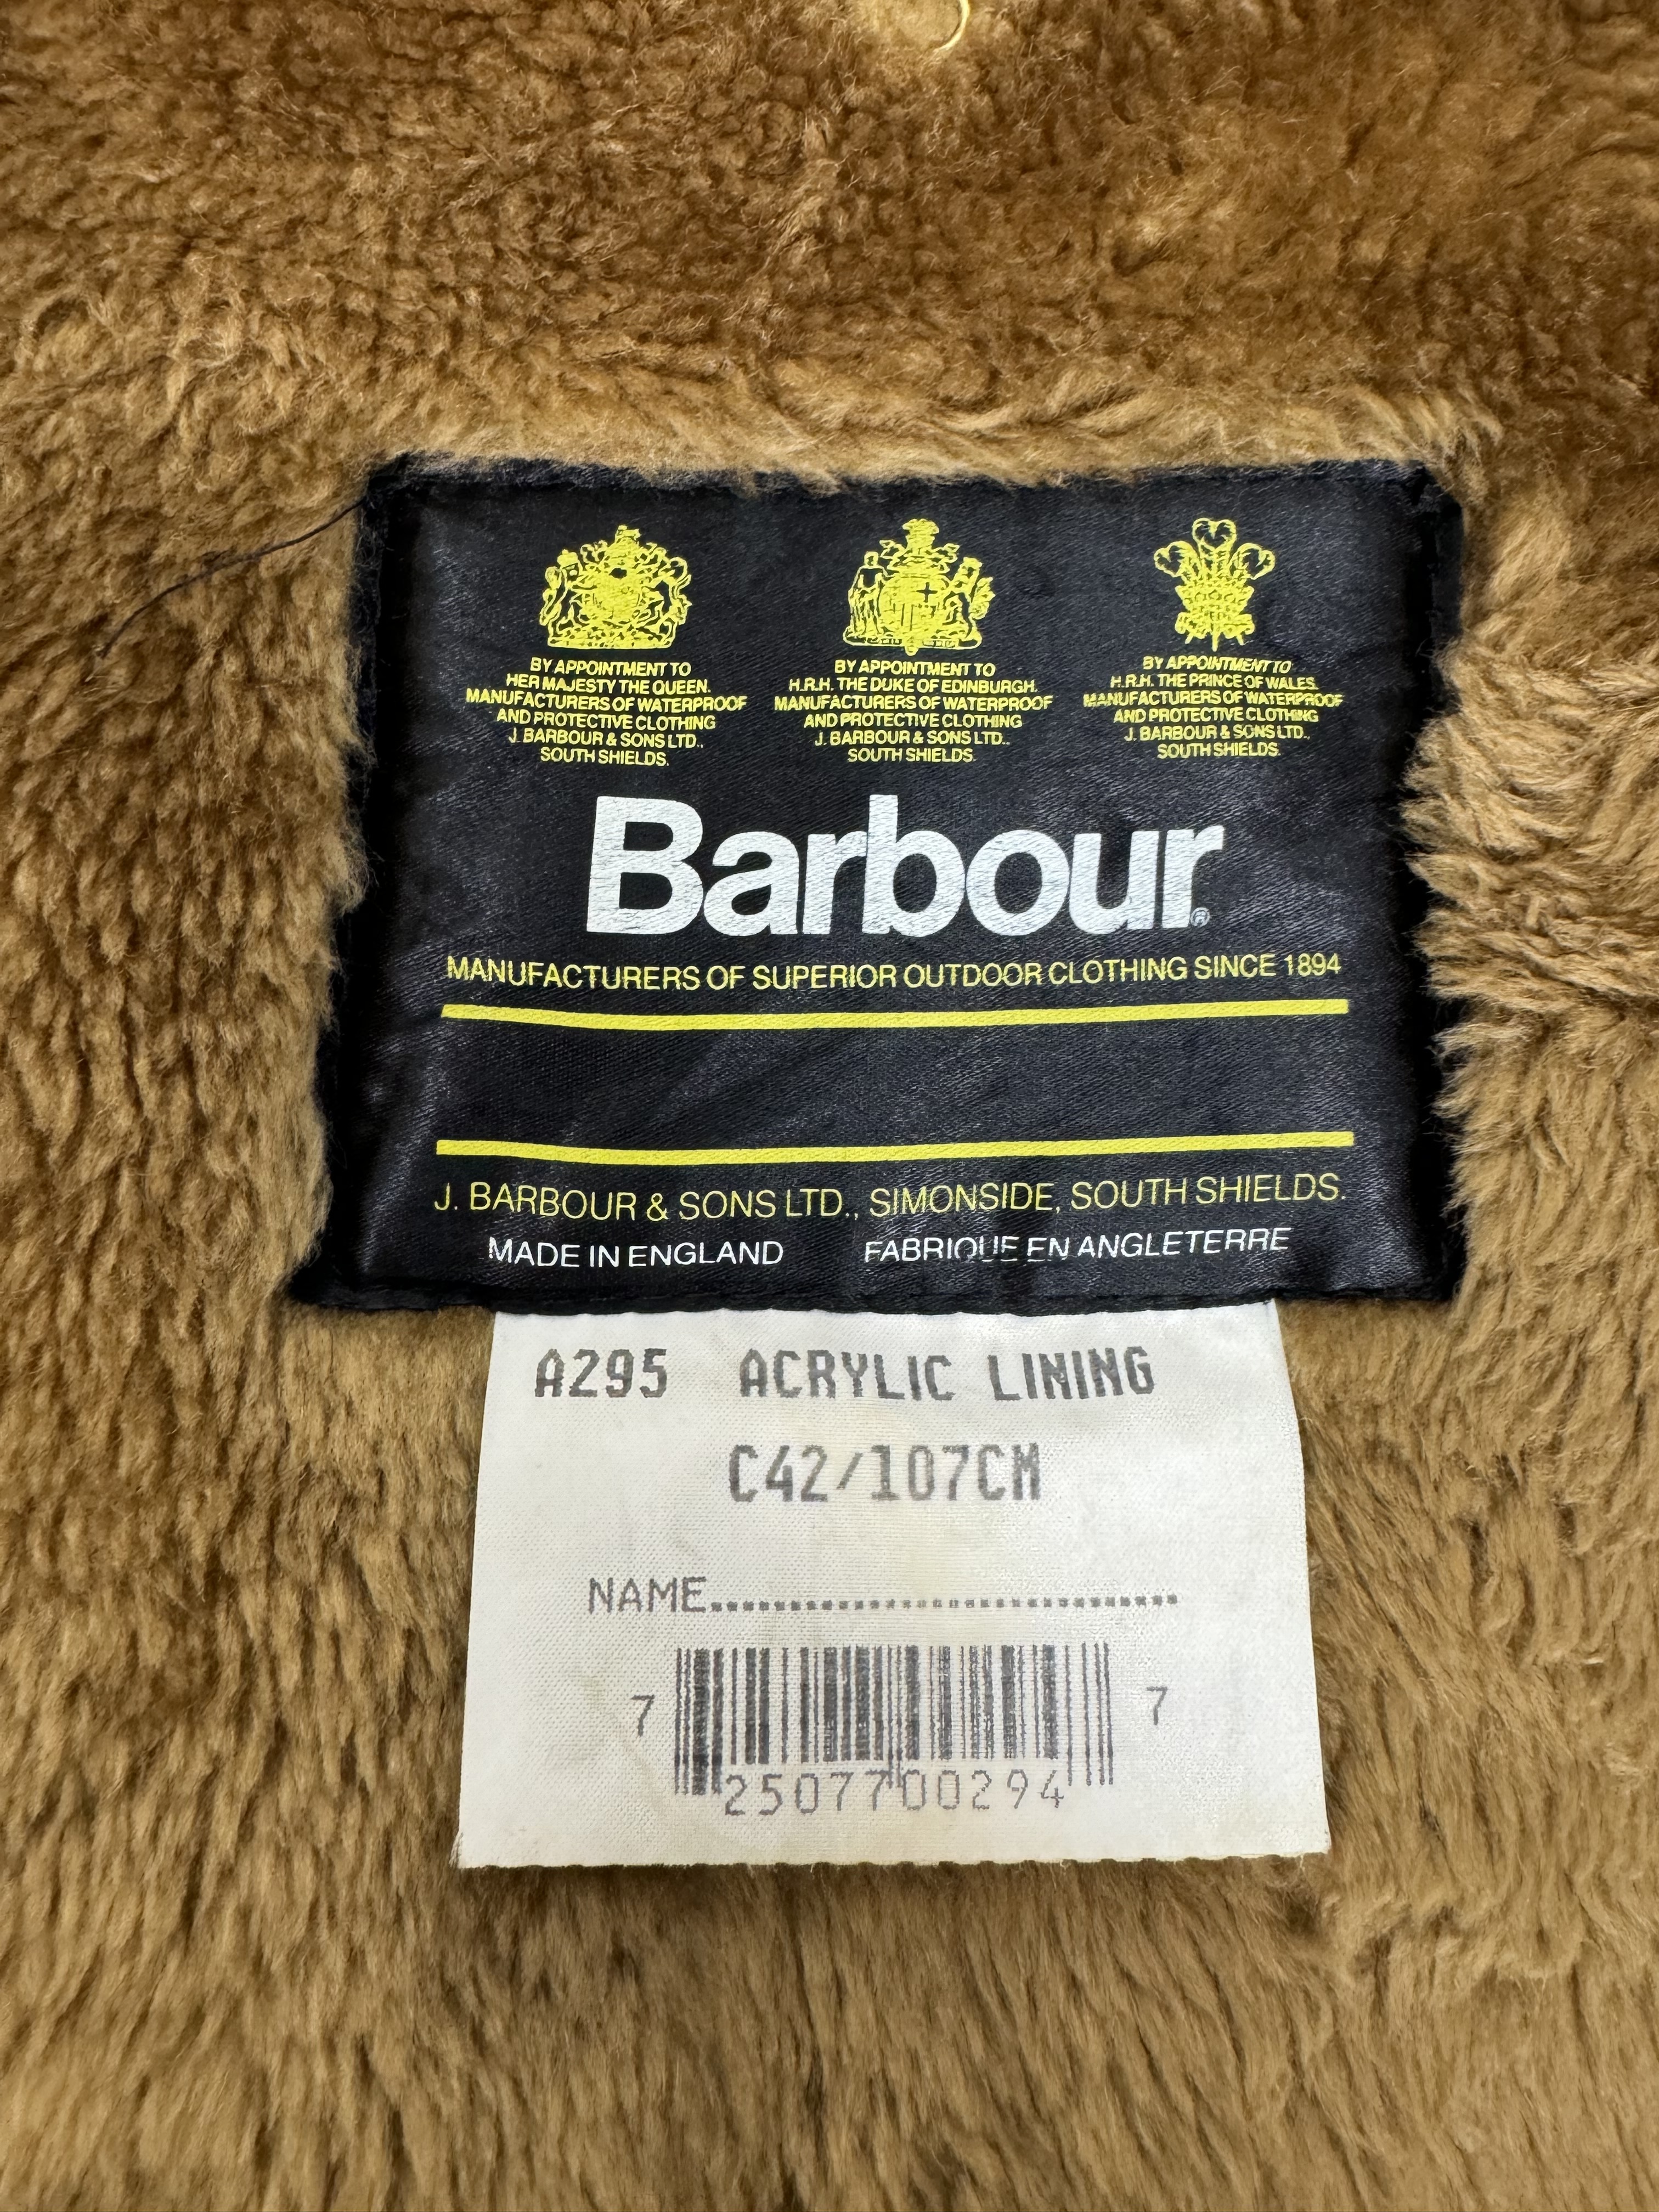 BY APPOINTMENT TO
HER MAJESTY THE QUEEN.
MANUFACTURERS OF WATERPROOF
AND PROTECTIVE CLOTHING
J. BARBOUR & SONS LTD.,
SOUTH SHIELDS.
BY APPOINTMENT TO
H.R.H. THE DUKE OF EDINBURGH.
MANUFACTURERS OF WATERPROOF
AND PROTECTIVE CLOTHING
J. BARBOUR & SONS LTD.,
SOUTH SHIELDS.
BY APPOINTMENT TO
H.R.H. THE PRINCE OF WALES.
MANUFACTURERS OF WATERPROOF
AND PROTECTIVE CLOTHING
J. BARBOUR & SONS LTD.,
SOUTH SHIELDS.
Barbour®
MANUFACTURERS OF SUPERIOR OUTDOOR CLOTHING SINCE 1894
J. BARBOUR & SONS LTD., SIMONSIDE, SOUTH SHIELDS.
MADE IN ENGLAND FABRIQUE EN ANGLETERRE
A295 ACRYLIC LINING
C42/107CM
NAME........................................
7 25077 00294 7